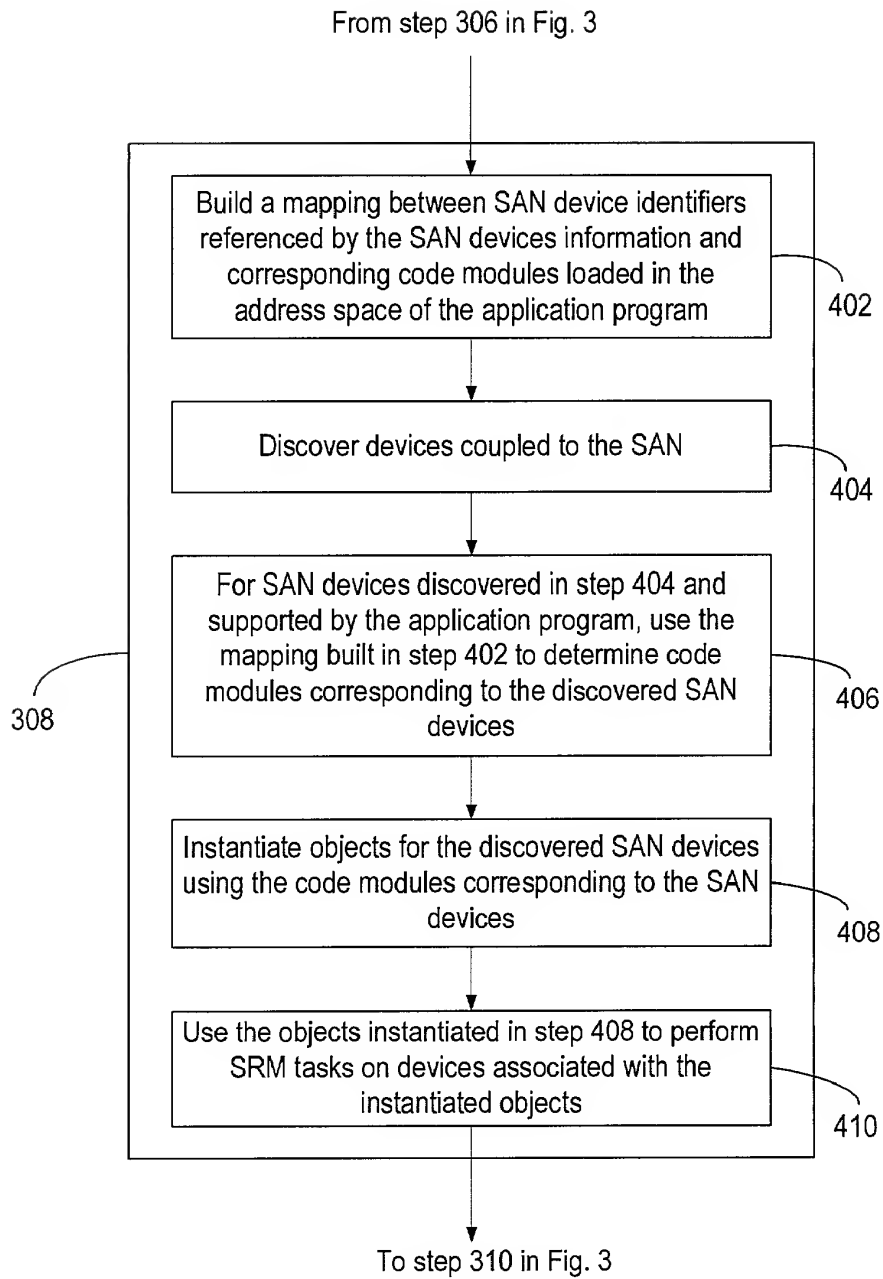 From step 306 in Fig. 3
Build a mapping between SAN device identifiers
referenced by the SAN devices information and
corresponding code modules loaded in the
address space of the application program
402
Discover devices coupled to the SAN
404
For SAN devices discovered in step 404 and
supported by the application program, use the
mapping built in step 402 to determine code
modules corresponding to the discovered SAN
devices
406
308
Instantiate objects for the discovered SAN devices
using the code modules corresponding to the SAN
devices
408
Use the objects instantiated in step 408 to perform
SRM tasks on devices associated with the
instantiated objects
410
To step 310 in Fig. 3